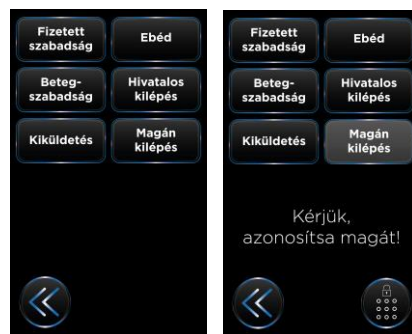 Fizetett
szabadság
Ebéd
Beteg-
szabadság
Hivatalos
kilépés
Kiküldetés
Magán
kilépés
Fizetett
szabadság
Ebéd
Beteg-
szabadság
Hivatalos
kilépés
Kiküldetés
Magán
kilépés
Kérjük,
azonosítsa magát!